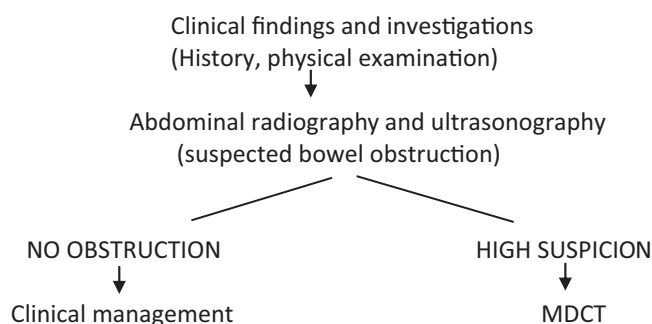 Clinical findings and investigations
(History, physical examination)
Abdominal radiography and ultrasonography
(suspected bowel obstruction)
NO OBSTRUCTION
HIGH SUSPICION
Clinical management
MDCT